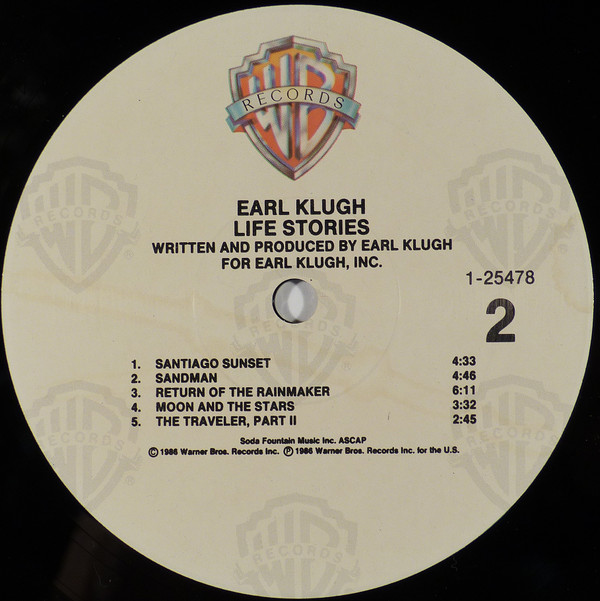 WB
RECORDS
EARL KLUGH
LIFE STORIES
WRITTEN AND PRODUCED BY EARL KLUGH
FOR EARL KLUGH, INC.
1-25478
2
1. SANTIAGO SUNSET 4:33
2. SANDMAN 4:46
3. RETURN OF THE RAINMAKER 6:11
4. MOON AND THE STARS 3:32
5. THE TRAVELER, PART II 2:45
Soda Fountain Music Inc. ASCAP
© 1986 Warner Bros. Records Inc. ℗ 1986 Warner Bros. Records Inc. for the U.S.